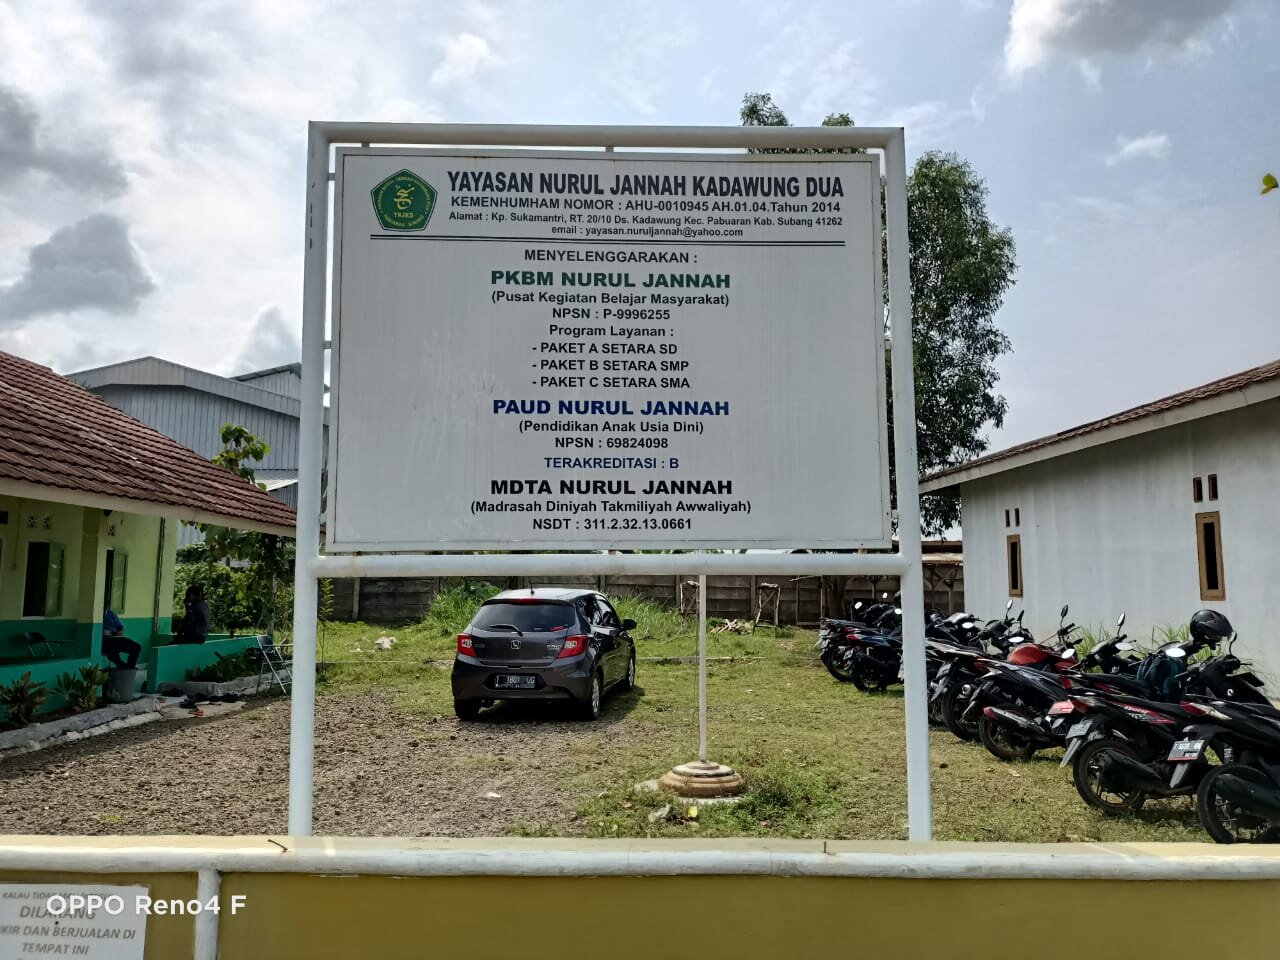 YAYASAN NURUL JANNAH KADAWUNG DUA
KEMENHUMHAM NOMOR : AHU-0010945 AH.01.04.Tahun 2014
Alamat : Kp. Sukamantri, RT. 20/10 Ds. Kadawung Kec. Pabuaran Kab. Subang 41262
email : yayasan.nuruljannah@yahoo.com
YNJKD
MENYELENGGARAKAN :
PKBM NURUL JANNAH
(Pusat Kegiatan Belajar Masyarakat)
NPSN : P-9996255
Program Layanan :
- PAKET A SETARA SD
- PAKET B SETARA SMP
- PAKET C SETARA SMA
PAUD NURUL JANNAH
(Pendidikan Anak Usia Dini)
NPSN : 69824098
TERAKREDITASI : B
MDTA NURUL JANNAH
(Madrasah Diniyah Takmiliyah Awwaliyah)
NSDT : 311.2.32.13.0661
KALAU TIDAK
DILARANG
KIR DAN BERJUALAN DI
TEMPAT INI
OPPO Reno4 F